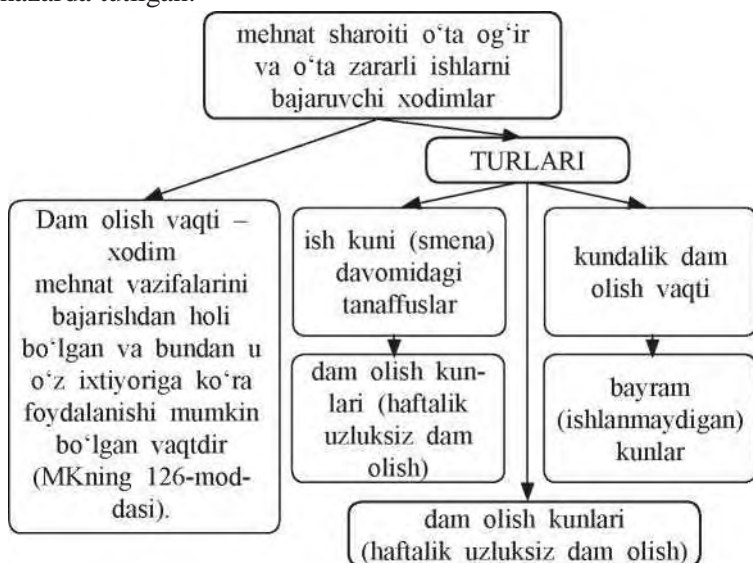 nazarda tutilgan.
mehnat sharoiti o‘ta og‘ir
va o‘ta zararli ishlarni
bajaruvchi xodimlar
TURLARI
Dam olish vaqti –
xodim
mehnat vazifalarini
bajarishdan holi
bo‘lgan va bundan u
o‘z ixtiyoriga ko‘ra
foydalanishi mumkin
bo‘lgan vaqtdir
(MKning 126-mod-
dasi).
ish kuni (smena)
davomidagi
tanaffuslar
kundalik dam
olish vaqti
dam olish kun-
lari (haftalik
uzluksiz dam
olish)
bayram
(ishlanmaydigan)
kunlar
dam olish kunlari
(haftalik uzluksiz dam olish)